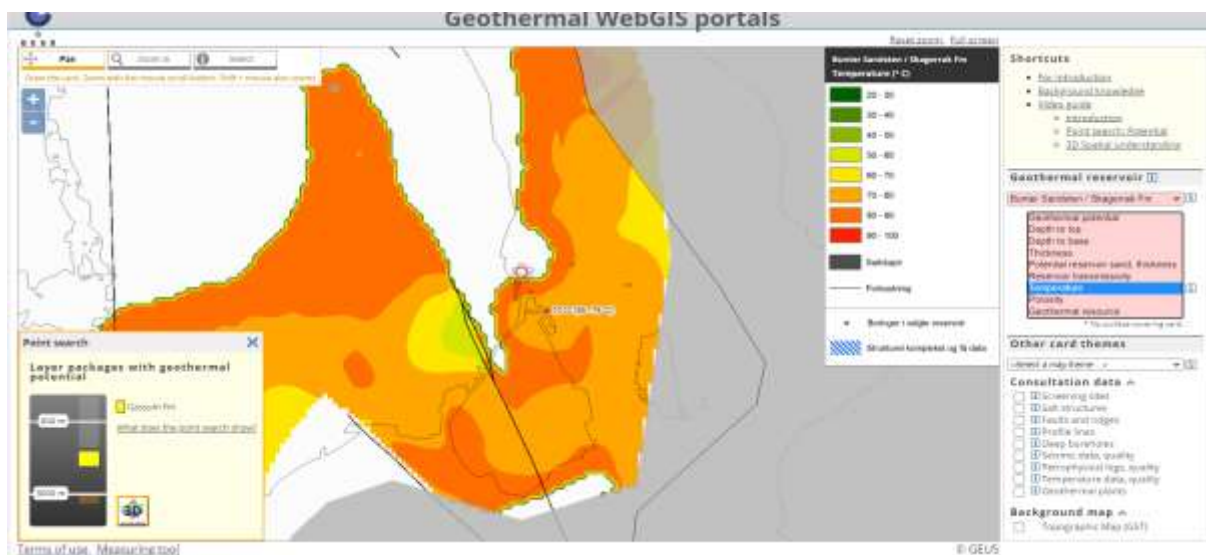 Geothermal WebGIS portals
GEUS
Reset zoom Full screen
Pan
Zoom in
Select
+
-
Bunter Sandsten / Skagerrak Fm
Temperature (° C)
20 - 30
30 - 40
40 - 50
50 - 60
60 - 70
70 - 80
80 - 90
90 - 100
Saltdiapir
Forkastning
Boringer i valgte reservoir
Strukturel kompleks og få data
Shortcuts
For introduction
Background knowledge
Video guide
Introduction
Point search: Potential
3D Spatial understanding
Geothermal reservoir
Bunter Sandsten / Skagerrak Fm
Geothermal potential
Depth to top
Depth to base
Thickness
Potential reservoir sand, thickness
Reservoir transmissivity
Temperature
Porosity
Geothermal resource
Other card themes
Consultation data
Screening sites
Salt structures
Faults and ridges
Profile lines
Deep boreholes
Seismic data, quality
Petrophysical logs, quality
Temperature data, quality
Geothermal plants
Background map
Topographic Map (GST)
Point search
Layer packages with geothermal
potential
Gassum Fm
What does the point search show?
800 m
3000 m
3D
Terms of use Measuring tool
© GEUS